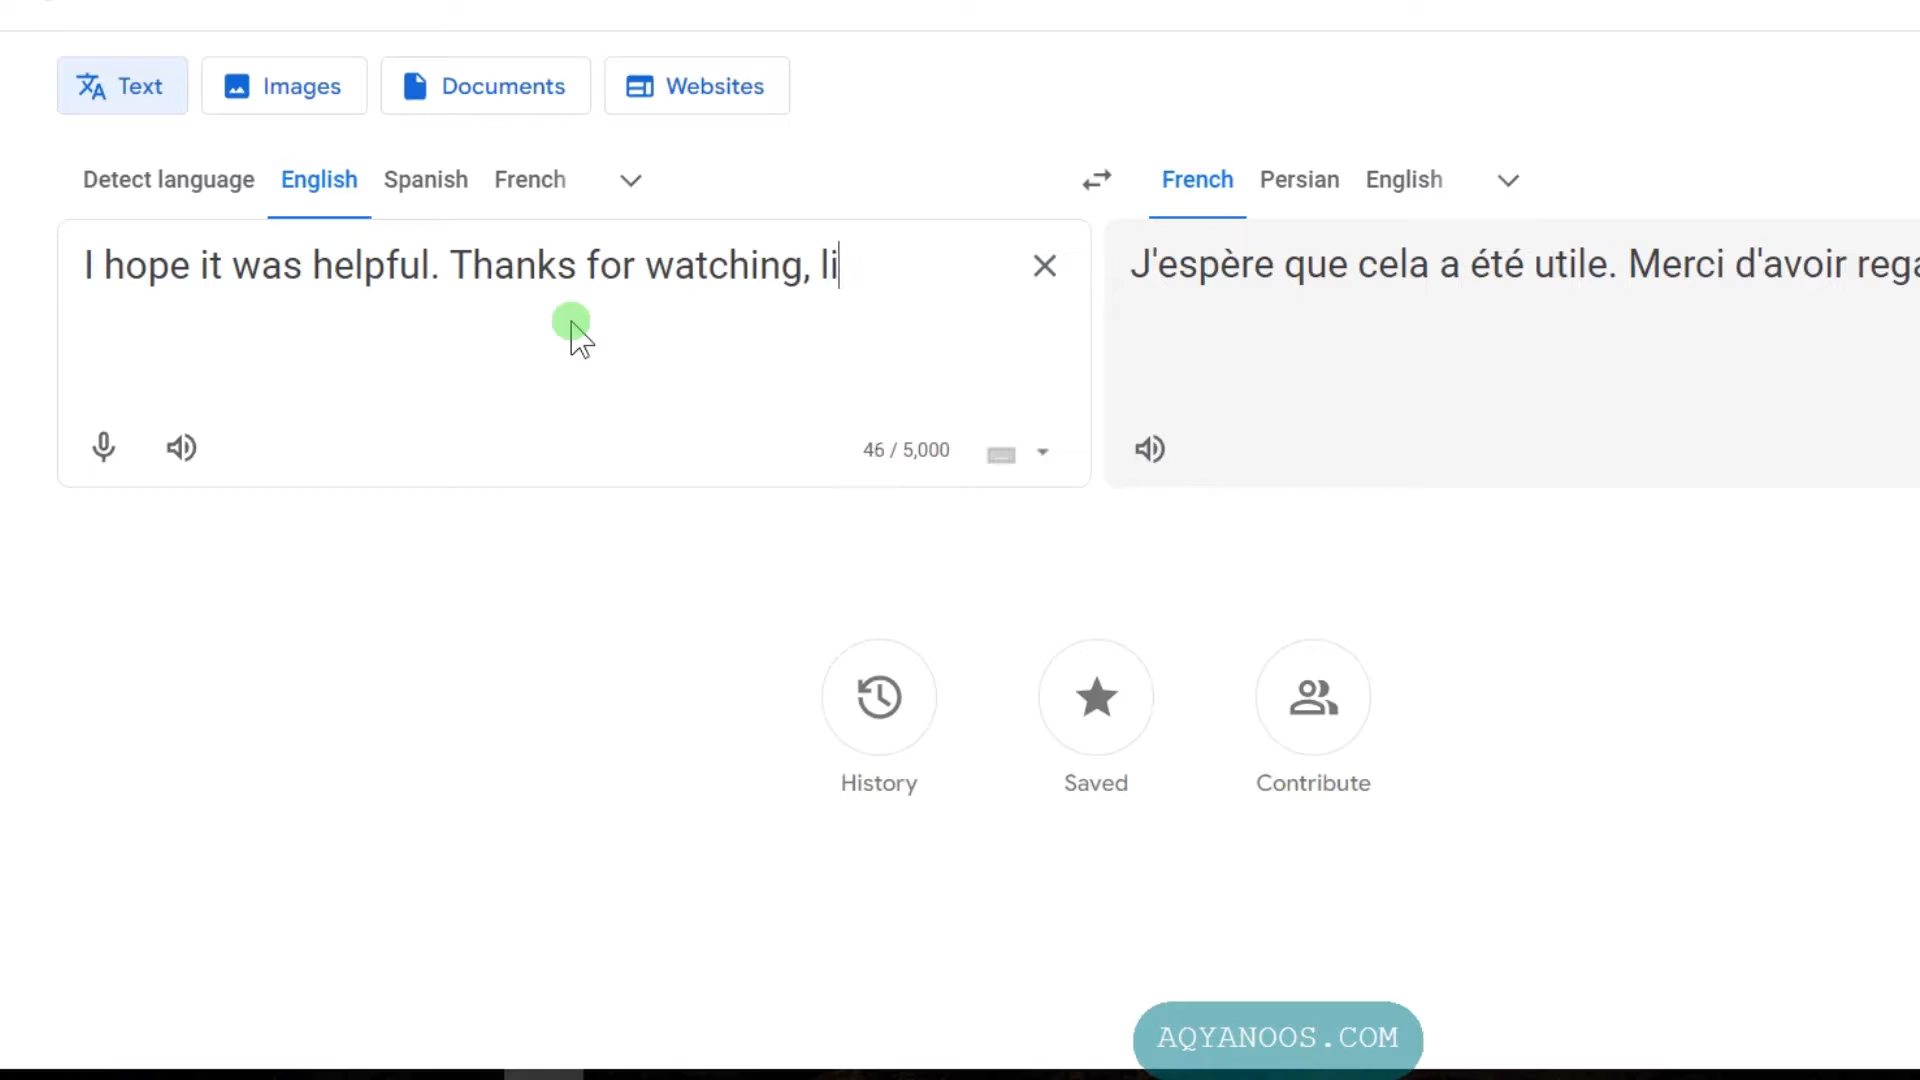 Text Images Documents Websites
Detect language English Spanish French French Persian English
I hope it was helpful. Thanks for watching, li
J'espère que cela a été utile. Merci d'avoir
46 / 5,000
History Saved Contribute
AQYANOOS.COM